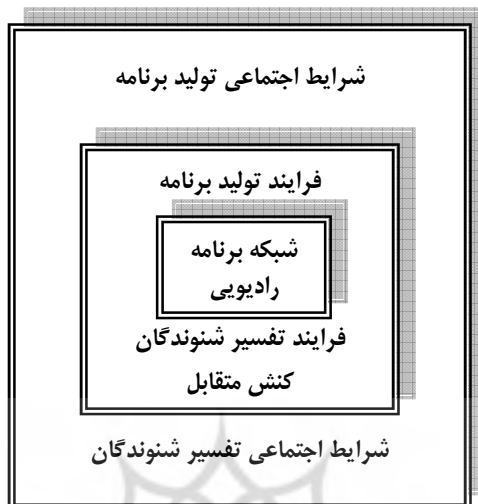 شرایط اجتماعی تولید برنامه
فرایند تولید برنامه
شبکه برنامه
رادیویی
فرایند تفسیر شنوندگان
کنش متقابل
شرایط اجتماعی تفسیر شنوندگان